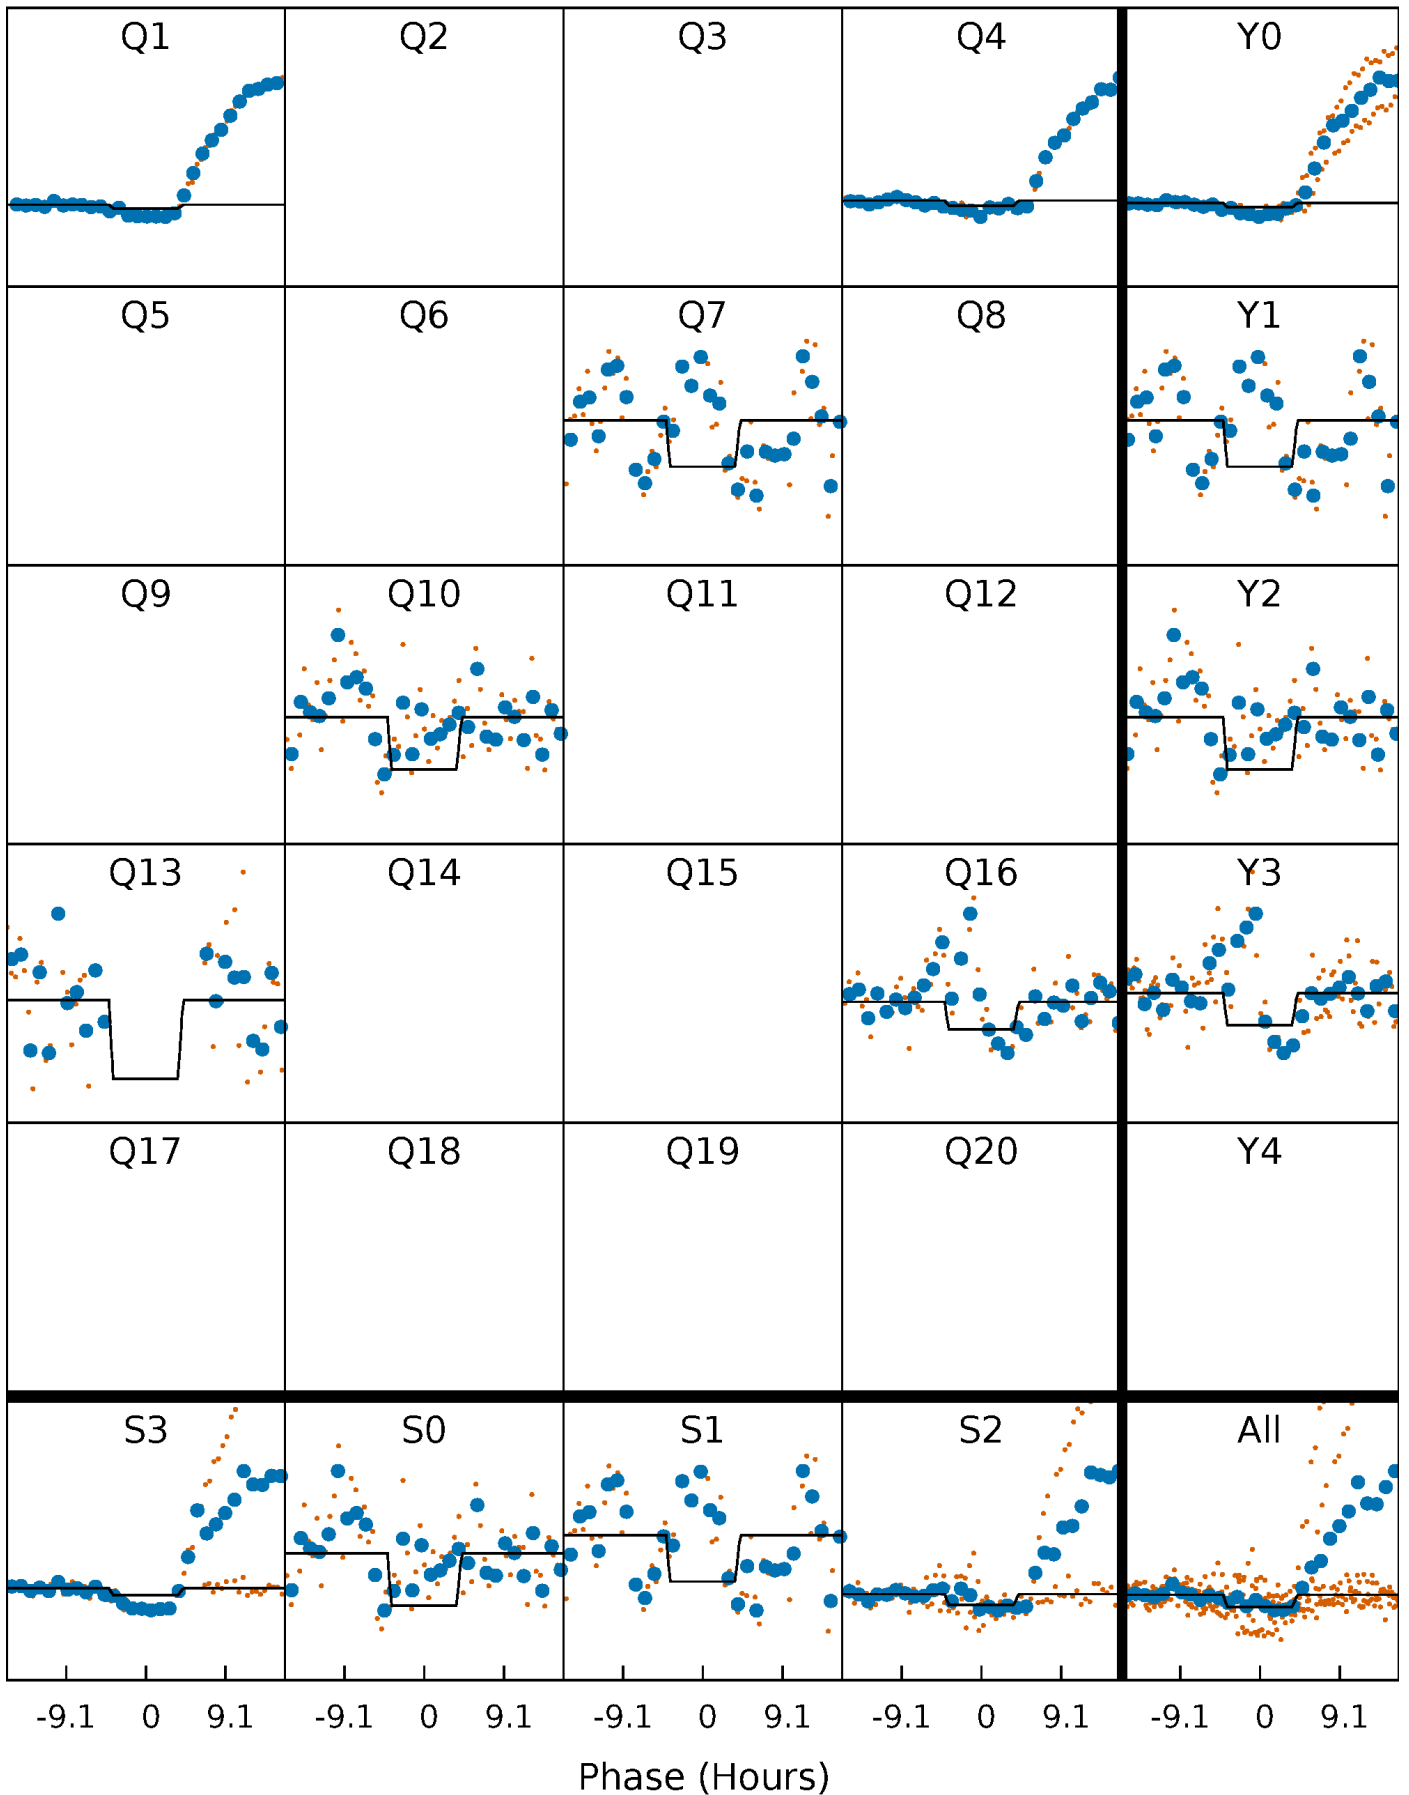 Q1 Q2 Q3 Q4 Y0
Q5 Q6 Q7 Q8 Y1
Q9 Q10 Q11 Q12 Y2
Q13 Q14 Q15 Q16 Y3
Q17 Q18 Q19 Q20 Y4
S3 S0 S1 S2 All
-9.1 0 9.1 -9.1 0 9.1 -9.1 0 9.1 -9.1 0 9.1 -9.1 0 9.1
Phase (Hours)